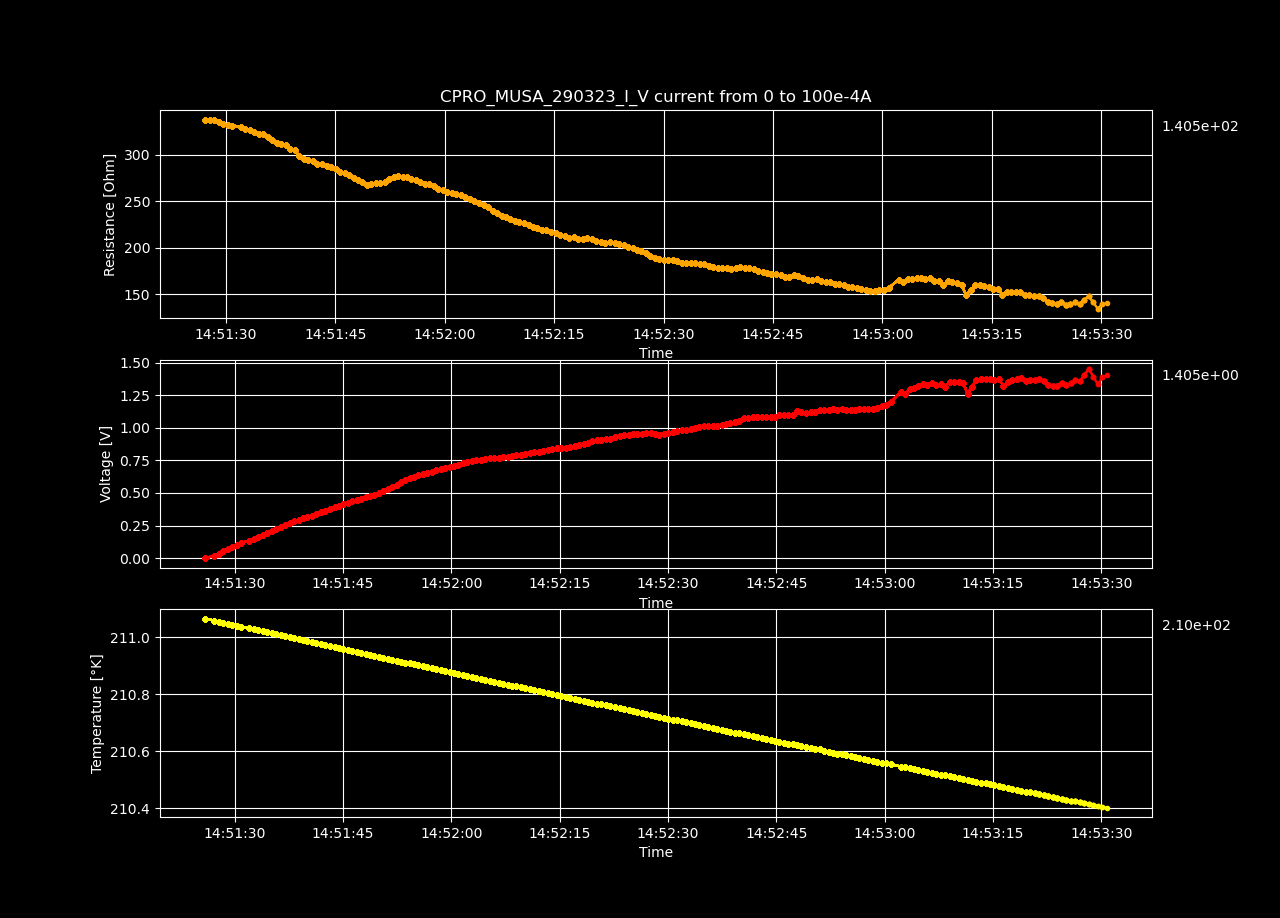 CPRO_MUSA_290323_I_V current from 0 to 100e-4A
1.405e+02
Resistance [Ohm]
300
250
200
150
14:51:30 14:51:45 14:52:00 14:52:15 14:52:30 14:52:45 14:53:00 14:53:15 14:53:30
Time
1.405e+00
Voltage [V]
1.50
1.25
1.00
0.75
0.50
0.25
0.00
14:51:30 14:51:45 14:52:00 14:52:15 14:52:30 14:52:45 14:53:00 14:53:15 14:53:30
Time
2.10e+02
Temperature [°K]
211.0
210.8
210.6
210.4
14:51:30 14:51:45 14:52:00 14:52:15 14:52:30 14:52:45 14:53:00 14:53:15 14:53:30
Time